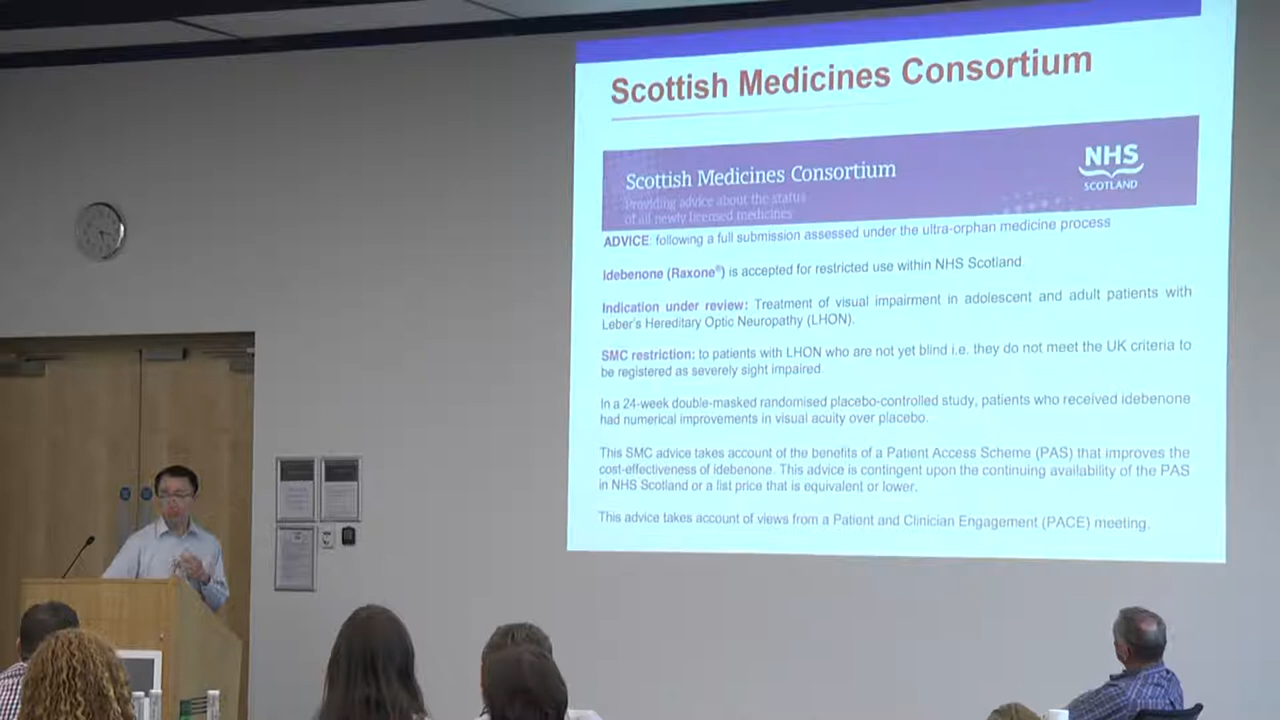 Scottish Medicines Consortium
Scottish Medicines Consortium
Providing advice about the status
of all newly licensed medicines
NHS
SCOTLAND
ADVICE: following a full submission assessed under the ultra-orphan medicine process
Idebenone (Raxone®) is accepted for restricted use within NHS Scotland.
Indication under review: Treatment of visual impairment in adolescent and adult patients with
Leber's Hereditary Optic Neuropathy (LHON).
SMC restriction: to patients with LHON who are not yet blind i.e. they do not meet the UK criteria to
be registered as severely sight impaired.
In a 24-week double-masked randomised placebo-controlled study, patients who received idebenone
had numerical improvements in visual acuity over placebo.
This SMC advice takes account of the benefits of a Patient Access Scheme (PAS) that improves the
cost-effectiveness of idebenone. This advice is contingent upon the continuing availability of the PAS
in NHS Scotland or a list price that is equivalent or lower.
This advice takes account of views from a Patient and Clinician Engagement (PACE) meeting.